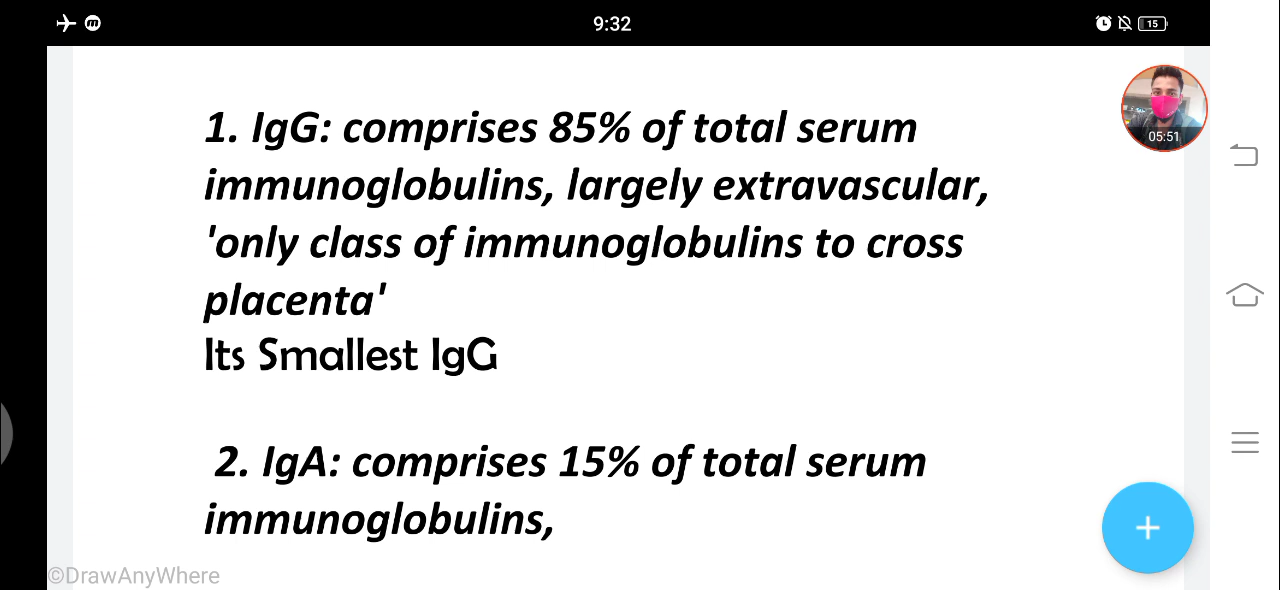 9:32
15
05:51
1. IgG: comprises 85% of total serum
immunoglobulins, largely extravascular,
'only class of immunoglobulins to cross
placenta'
Its Smallest IgG
2. IgA: comprises 15% of total serum
immunoglobulins,
©DrawAnyWhere